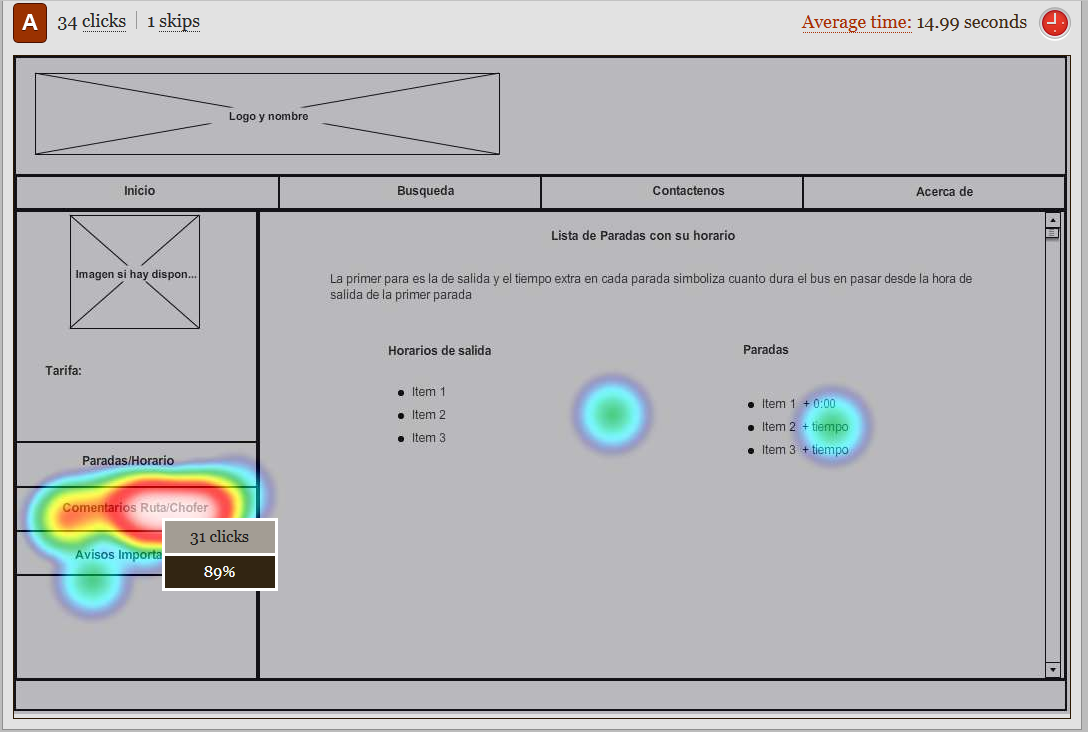 A 34 clicks 1 skips Average time: 14.99 seconds
Logo y nombre
Inicio Busqueda Contactenos Acerca de
Imagen si hay dispon...
Tarifa:
Paradas/Horario
Comentarios Ruta/Chofer
Avisos Importa
31 clicks
89%
Lista de Paradas con su horario
La primer para es la de salida y el tiempo extra en cada parada simboliza cuanto dura el bus en pasar desde la hora de
salida de la primer parada
Horarios de salida
Item 1
Item 2
Item 3
Paradas
Item 1 + 0:00
Item 2 + tiempo
Item 3 + tiempo